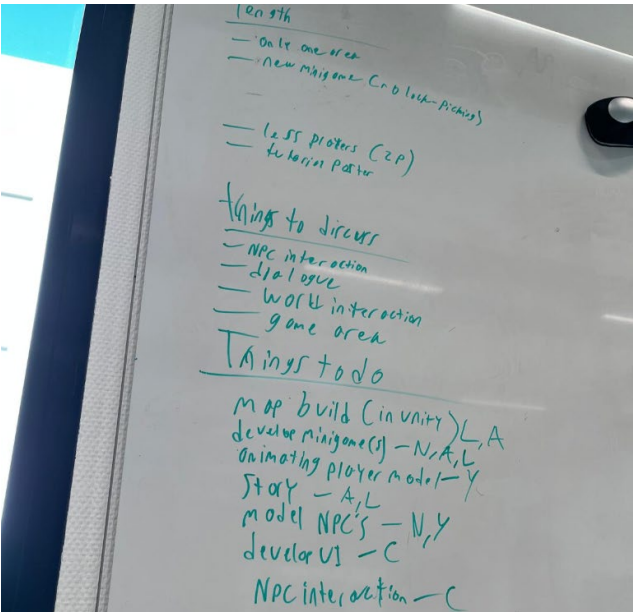 length
- only one area
- new minigame (no lock-picking)
- less players (2P)
- tutorial poster
things to discuss
- NPC interaction
- dialogue
- world interaction
- game area
Things to do
map build (in unity) L, A
develop minigame(s) - N, A, L
animating player model - Y
Story - A, L
model NPC's - N, Y
develop UI - C
NPC interaction - C